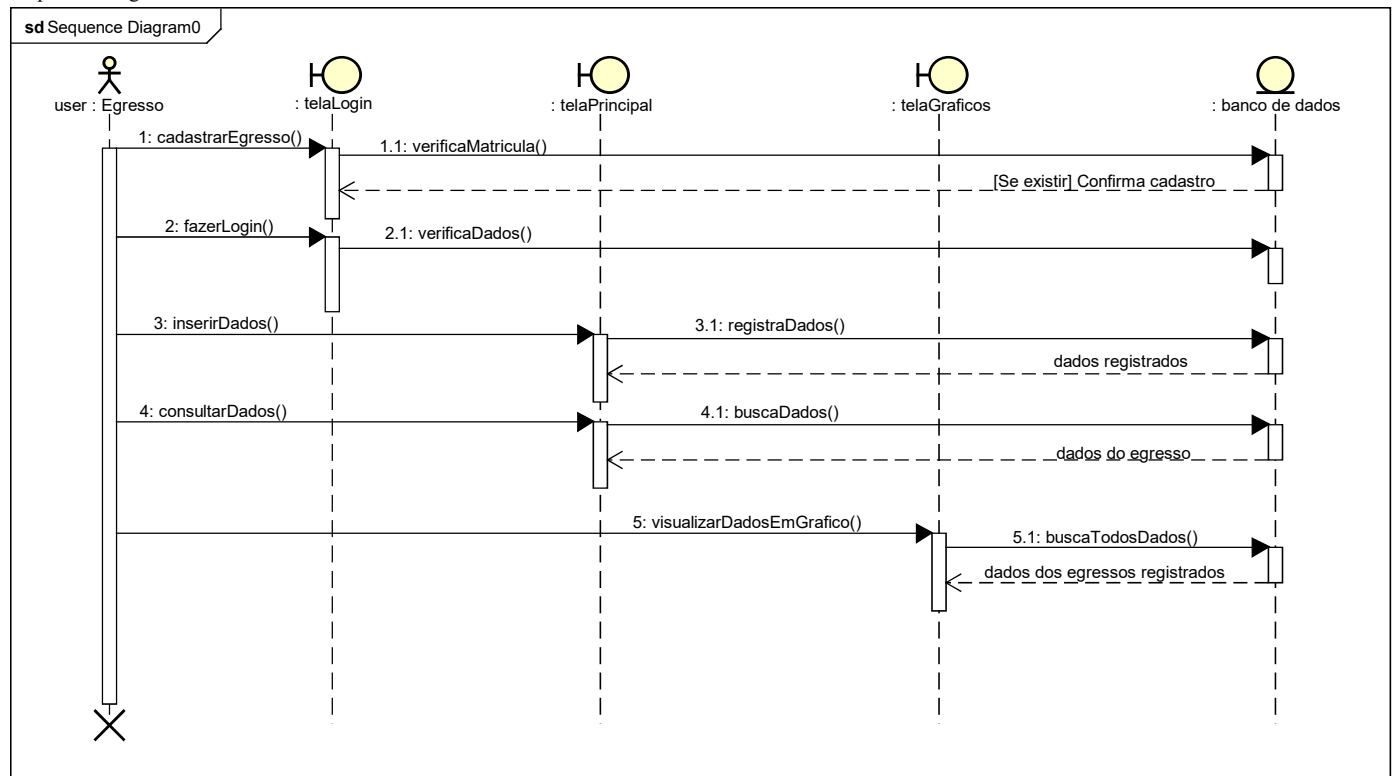 sd Sequence Diagram0
user : Egresso
: telaLogin
: telaPrincipal
: telaGraficos
: banco de dados
1: cadastrarEgresso()
1.1: verificaMatricula()
[Se existir] Confirma cadastro
2: fazerLogin()
2.1: verificaDados()
3: inserirDados()
3.1: registraDados()
dados registrados
4: consultarDados()
4.1: buscaDados()
dados do egresso
5: visualizarDadosEmGrafico()
5.1: buscaTodosDados()
dados dos egressos registrados